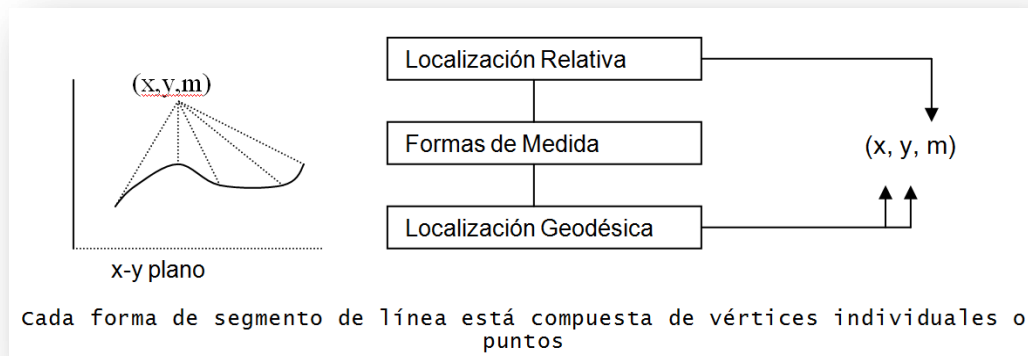 (x,y,m)
x-y plano
Localización Relativa
Formas de Medida
Localización Geodésica
(x, y, m)
Cada forma de segmento de línea está compuesta de vértices individuales o
puntos